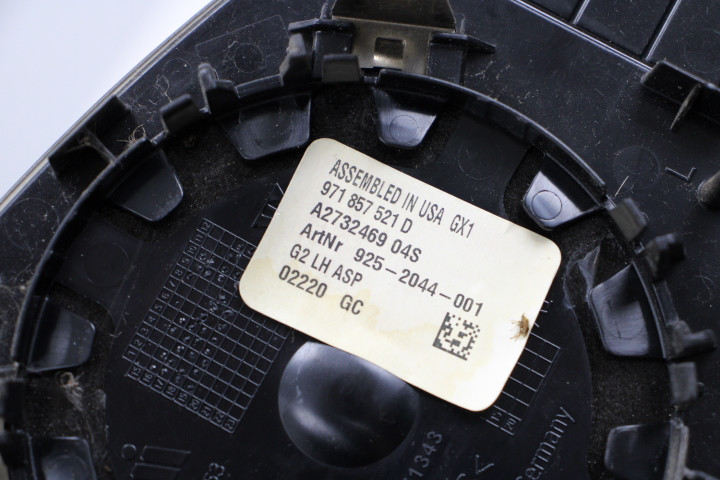 ASSEMBLED IN USA GX1
971 857 521 D
A2732469 04S
ArtNr 925-2044-001
G2 LH ASP
02220 GC
1343
Germany